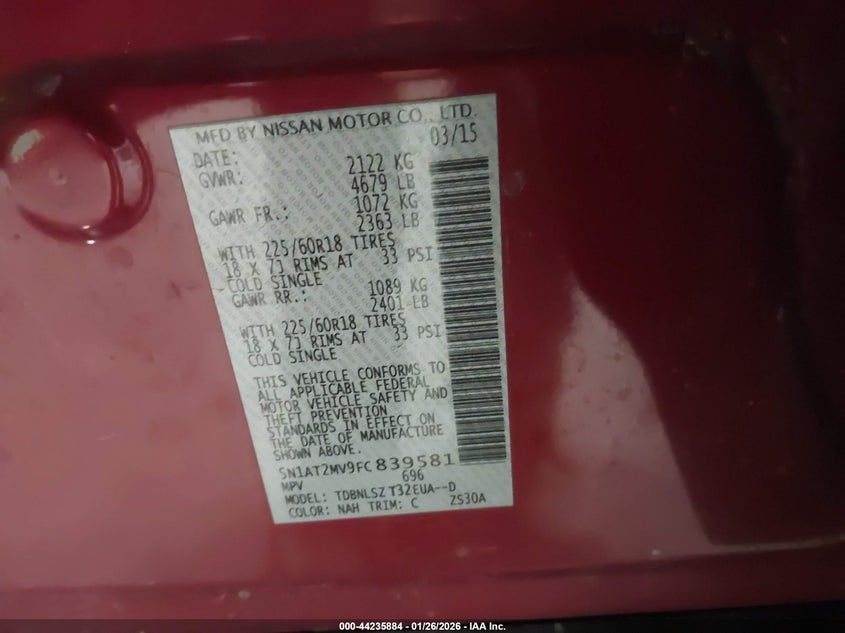 MFD BY NISSAN MOTOR CO., LTD.
DATE: 03/15
GVWR: 2122 KG
4679 LB
GAWR FR.: 1072 KG
2363 LB
WITH 225/60R18 TIRES
18 X 7J RIMS AT 33 PSI
COLD SINGLE
GAWR RR.: 1089 KG
2401 LB
WITH 225/60R18 TIRES
18 X 7J RIMS AT 33 PSI
COLD SINGLE
THIS VEHICLE CONFORMS TO
ALL APPLICABLE FEDERAL
MOTOR VEHICLE SAFETY AND
THEFT PREVENTION
STANDARDS IN EFFECT ON
THE DATE OF MANUFACTURE
SHOWN ABOVE.
5N1AT2MV9FC839581
MPV 696
MODEL: TDBNLSZ T32EUA--D
COLOR: NAH TRIM: C ZS30A
000-44235884 | 01/26/2026 - IAA Inc.